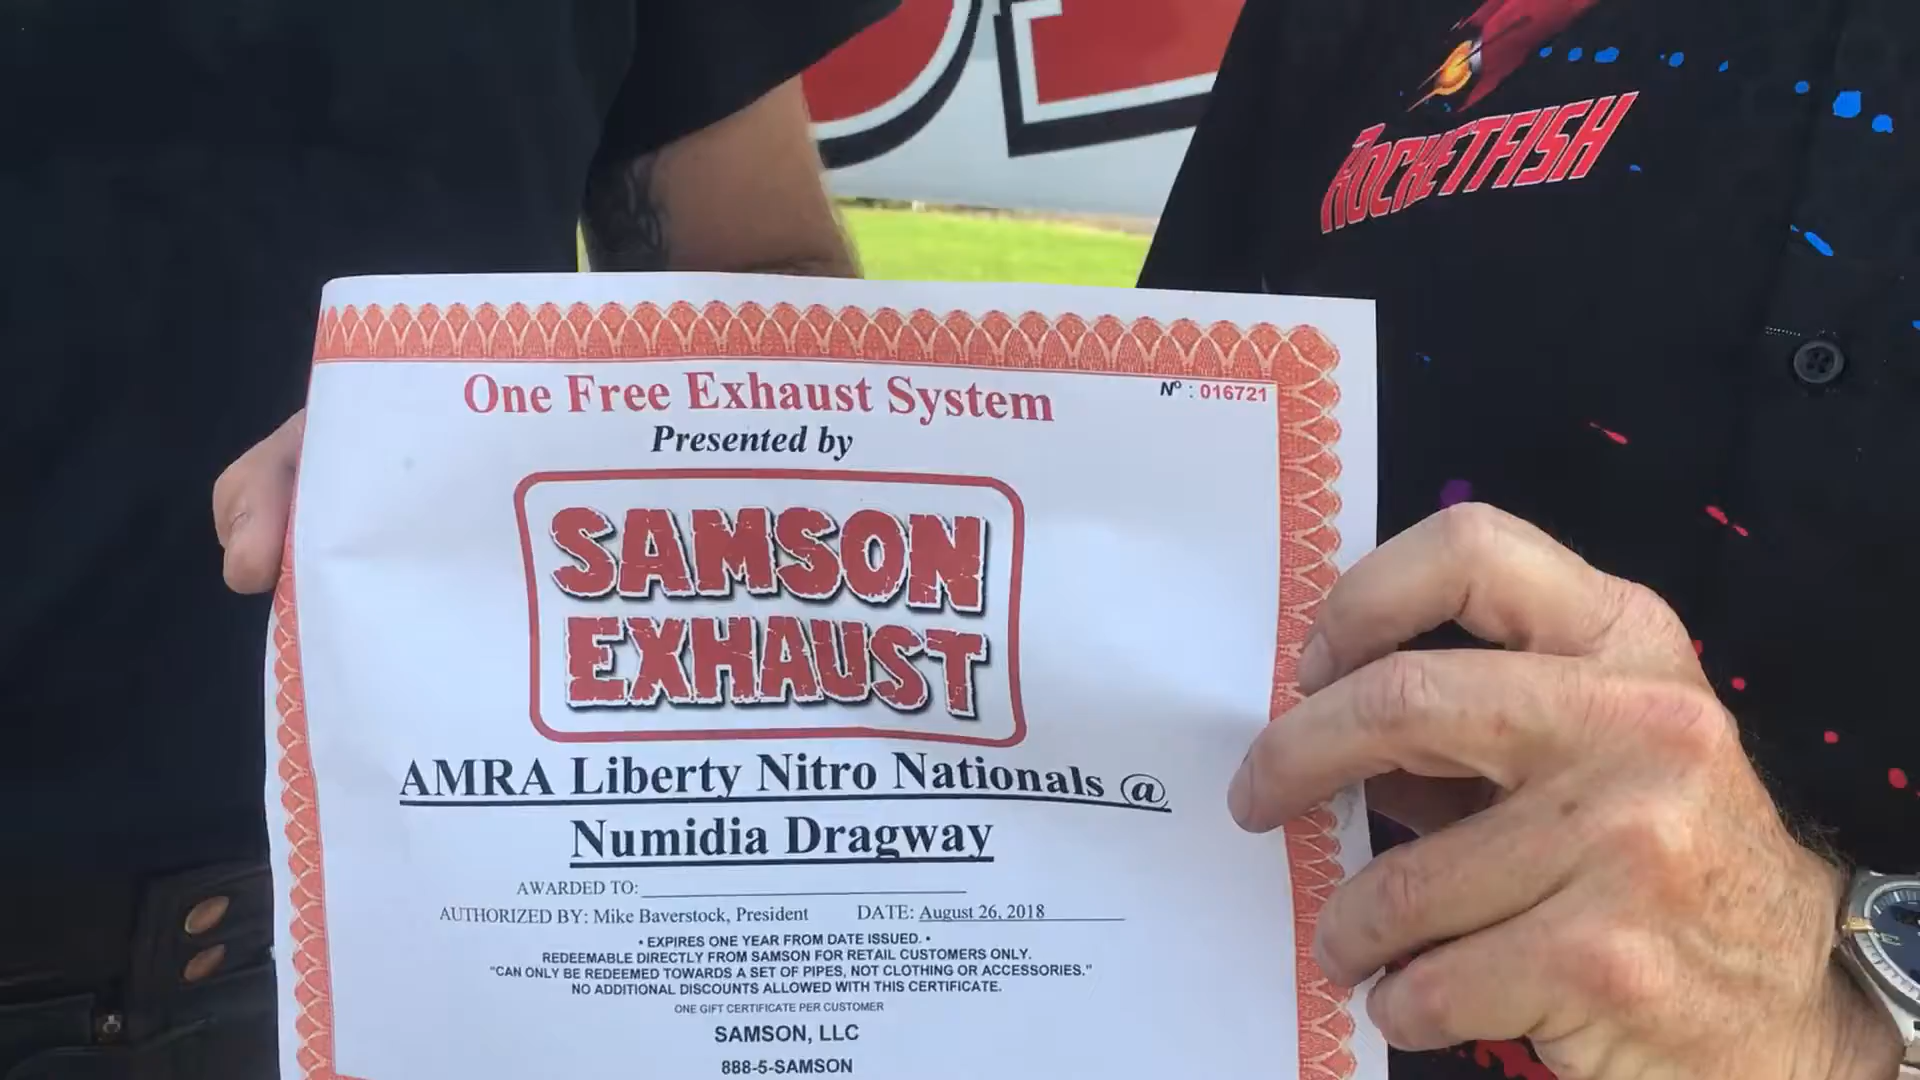 ROCKETFISH
One Free Exhaust System
Nº : 016721
Presented by
SAMSON
EXHAUST
AMRA Liberty Nitro Nationals @
Numidia Dragway
AWARDED TO:
AUTHORIZED BY: Mike Baverstock, President DATE: August 26, 2018
• EXPIRES ONE YEAR FROM DATE ISSUED. •
REDEEMABLE DIRECTLY FROM SAMSON FOR RETAIL CUSTOMERS ONLY.
"CAN ONLY BE REDEEMED TOWARDS A SET OF PIPES, NOT CLOTHING OR ACCESSORIES."
NO ADDITIONAL DISCOUNTS ALLOWED WITH THIS CERTIFICATE.
ONE GIFT CERTIFICATE PER CUSTOMER
SAMSON, LLC
888-5-SAMSON